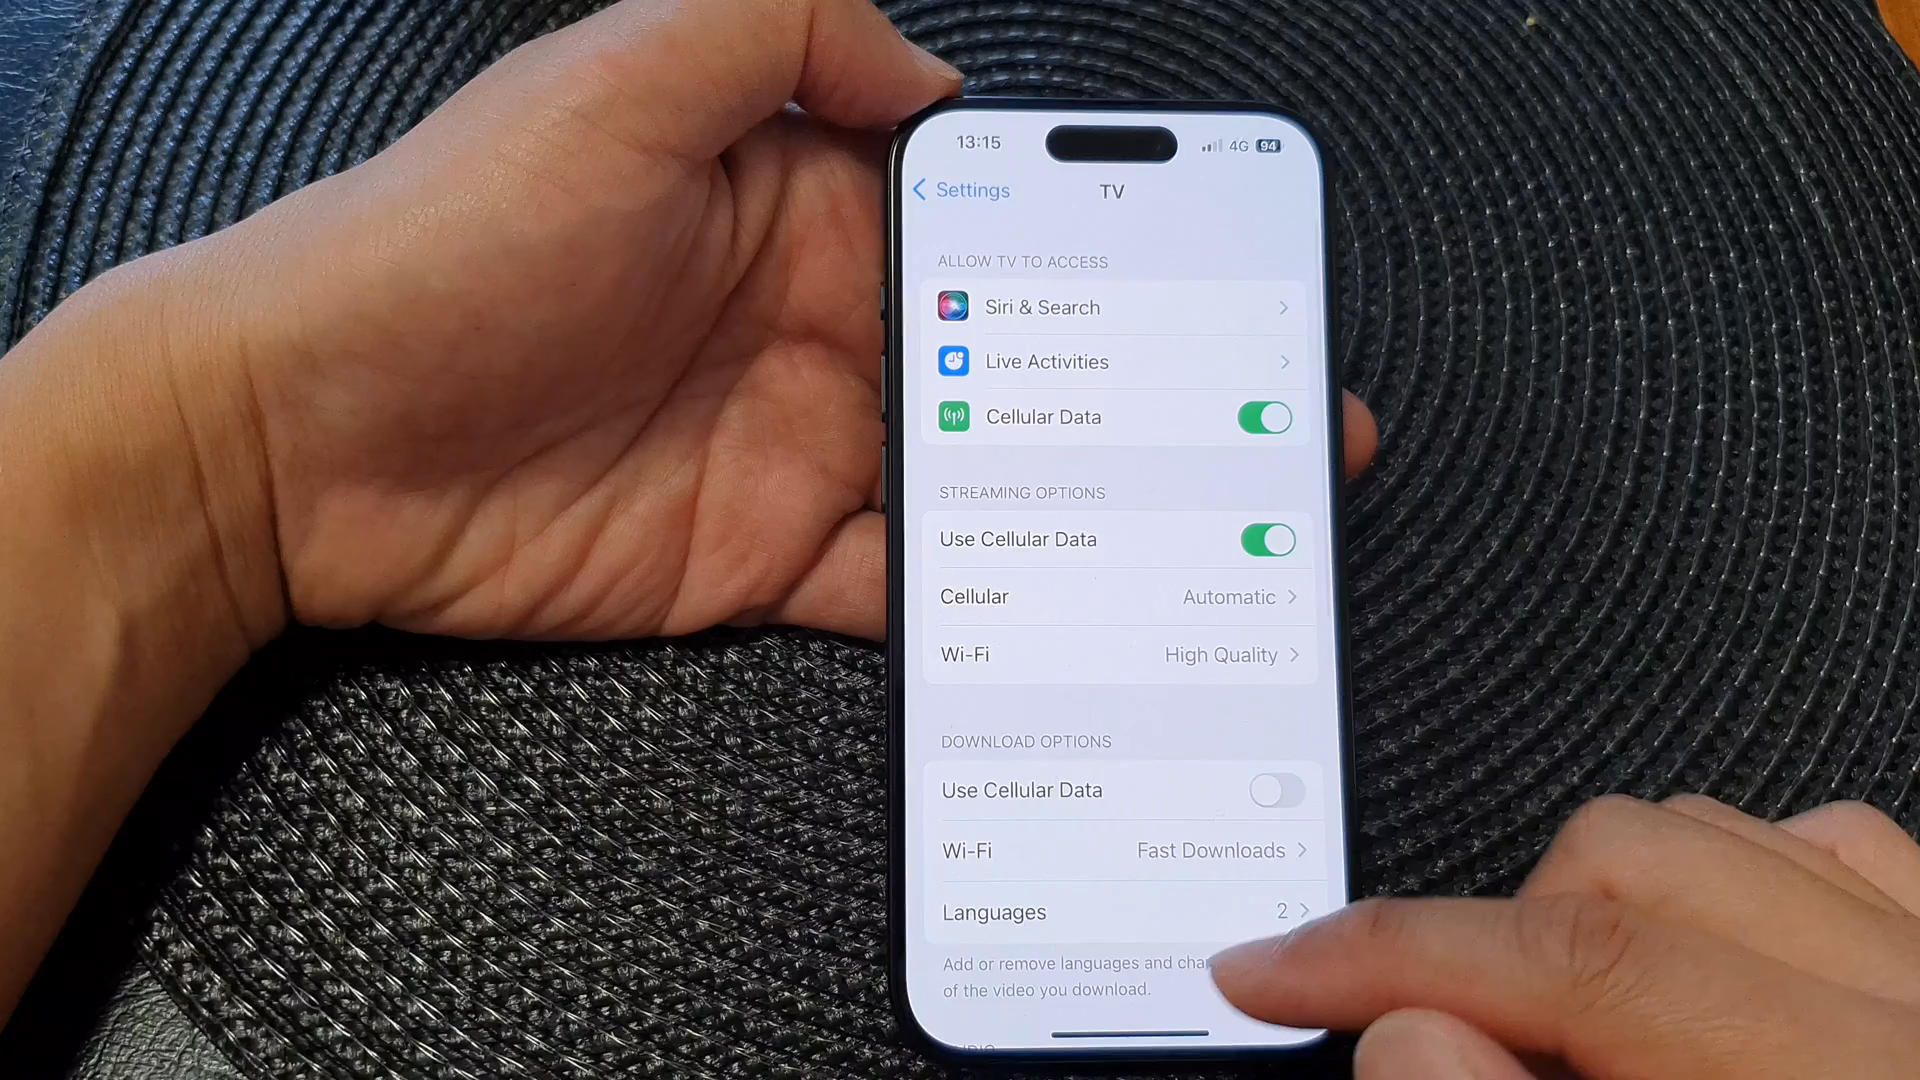 13:15
4G 94
Settings
TV
ALLOW TV TO ACCESS
Siri & Search
Live Activities
Cellular Data
STREAMING OPTIONS
Use Cellular Data
Cellular Automatic
Wi-Fi High Quality
DOWNLOAD OPTIONS
Use Cellular Data
Wi-Fi Fast Downloads
Languages 2
Add or remove languages and
of the video you download.